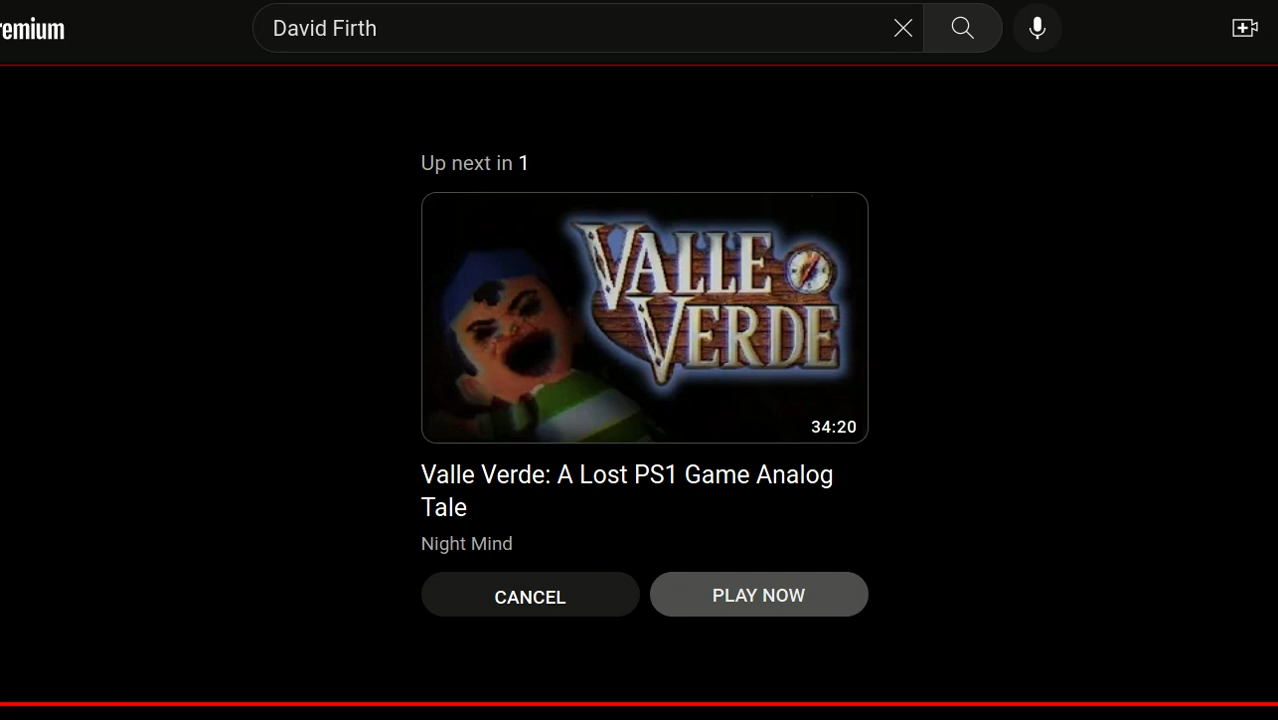 remium
David Firth
Up next in 1
VALLE
VERDE
34:20
Valle Verde: A Lost PS1 Game Analog
Tale
Night Mind
CANCEL
PLAY NOW